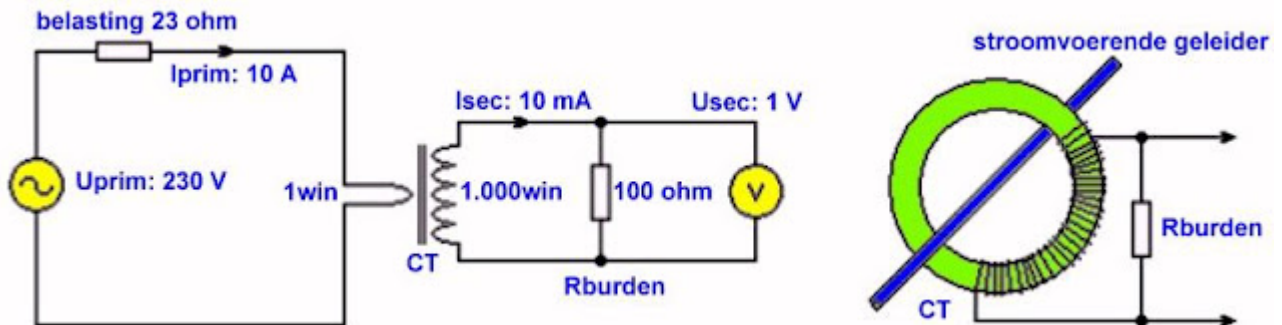 belasting 23 ohm
Iprim: 10 A
Uprim: 230 V
1win
CT
1.000win
Isec: 10 mA
100 ohm
Rburden
Usec: 1 V
V
stroomvoerende geleider
Rburden
CT